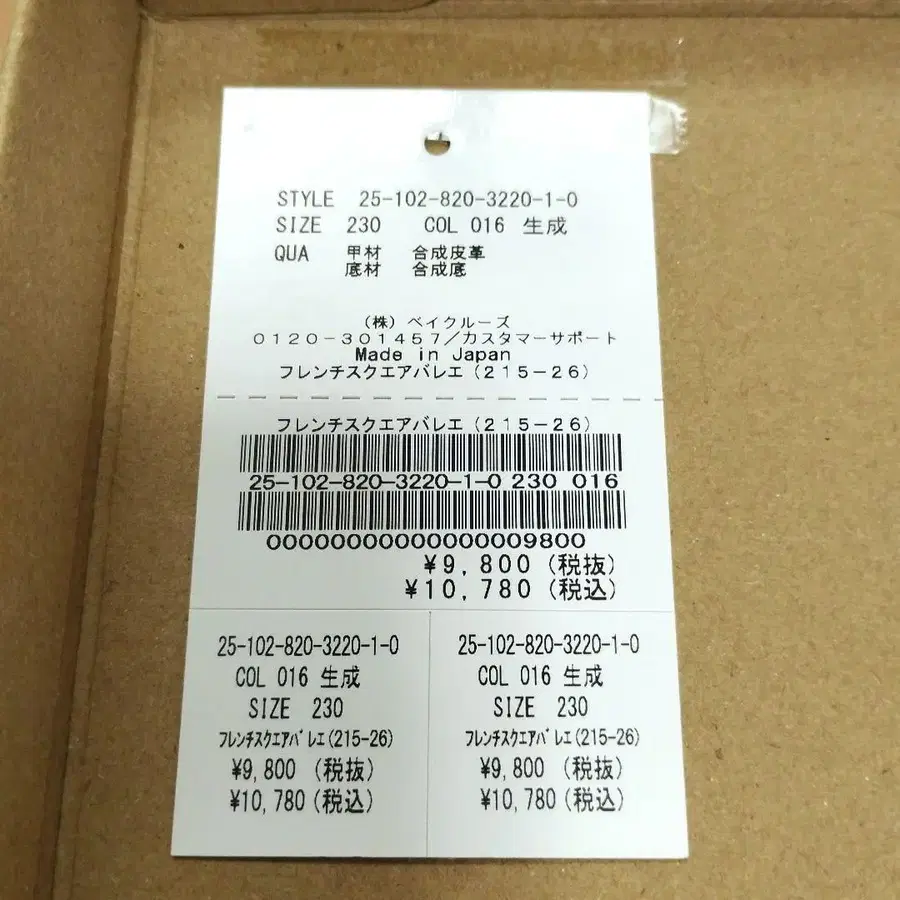 STYLE 25-102-820-3220-1-0
SIZE 230 COL 016 生成
QUA 甲材 合成皮革
底材 合成底
(株) ベイクルーズ
0120-301457/カスタマーサポート
Made in Japan
フレンチスクエアバレエ(215-26)
フレンチスクエアバレエ(215-26)
25-102-820-3220-1-0 230 016
00000000000000009800
¥9,800 (税抜)
¥10,780 (税込)
25-102-820-3220-1-0
COL 016 生成
SIZE 230
フレンチスクエアバレエ(215-26)
¥9,800 (税抜)
¥10,780 (税込)
25-102-820-3220-1-0
COL 016 生成
SIZE 230
フレンチスクエアバレエ(215-26)
¥9,800 (税抜)
¥10,780 (税込)